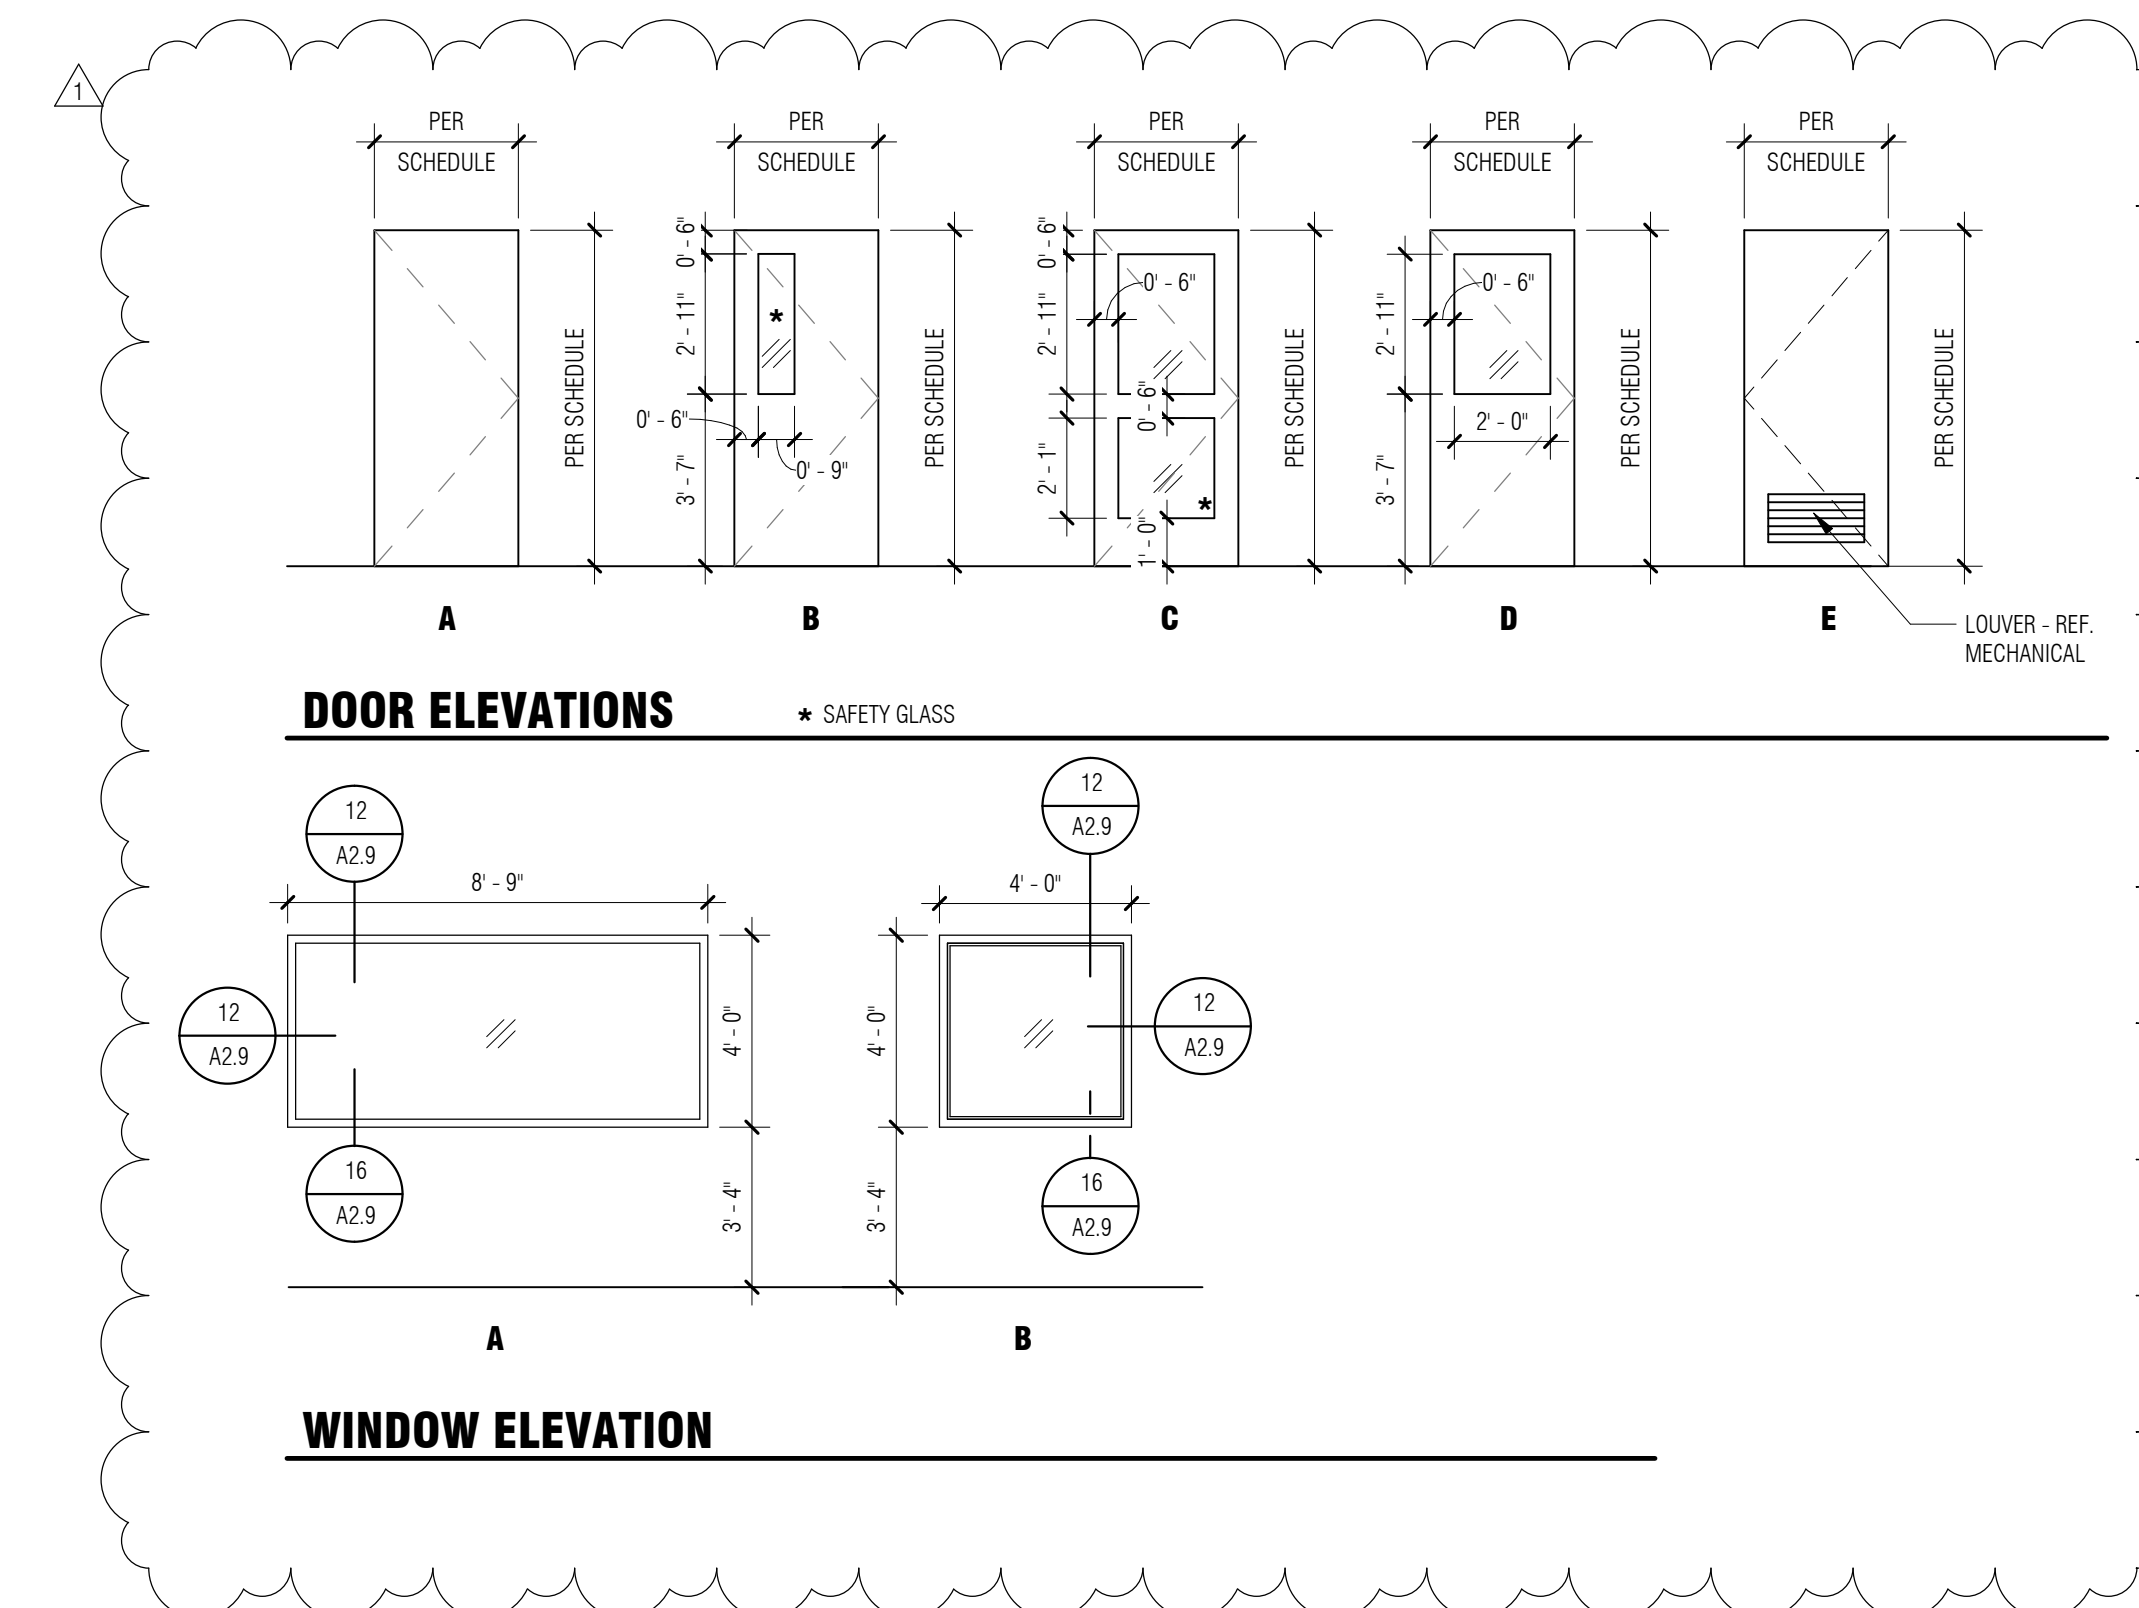 1
PER
SCHEDULE
PER
SCHEDULE
PER
SCHEDULE
PER
SCHEDULE
PER
SCHEDULE
PER SCHEDULE
0' - 6"
2' - 11"
3' - 7"
*
0' - 6"
0' - 9"
PER SCHEDULE
0' - 6"
2' - 11"
2' - 1"
0' - 6"
0' - 6"
1' - 0"
*
PER SCHEDULE
2' - 11"
3' - 7"
0' - 6"
2' - 0"
PER SCHEDULE
PER SCHEDULE
A
B
C
D
E
LOUVER - REF.
MECHANICAL
DOOR ELEVATIONS
* SAFETY GLASS
12
A2.9
12
A2.9
8' - 9"
4' - 0"
12
A2.9
4' - 0"
4' - 0"
12
A2.9
16
A2.9
3' - 4"
3' - 4"
16
A2.9
A
B
WINDOW ELEVATION